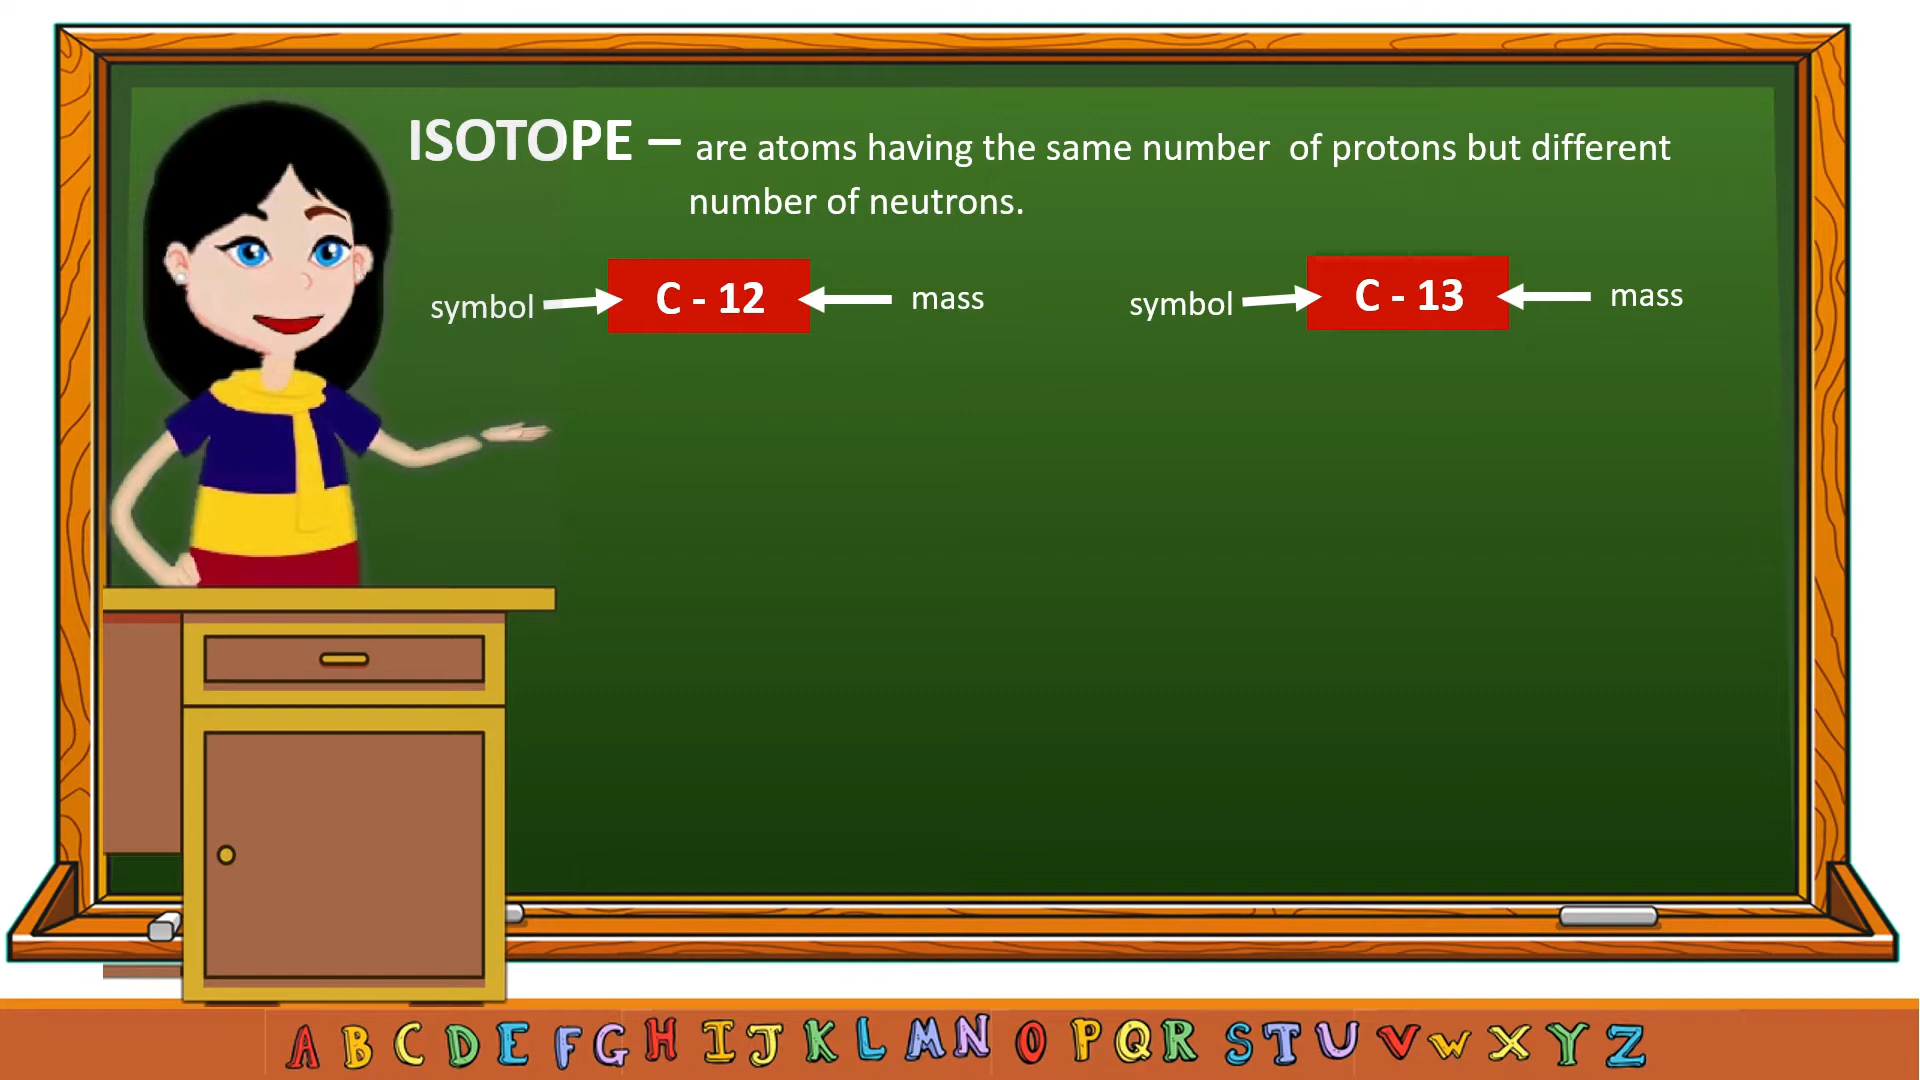 ISOTOPE – are atoms having the same number of protons but different
number of neutrons.
symbol C - 12 mass symbol C - 13 mass
A B C D E F G H I J K L M N O P Q R S T U V W X Y Z